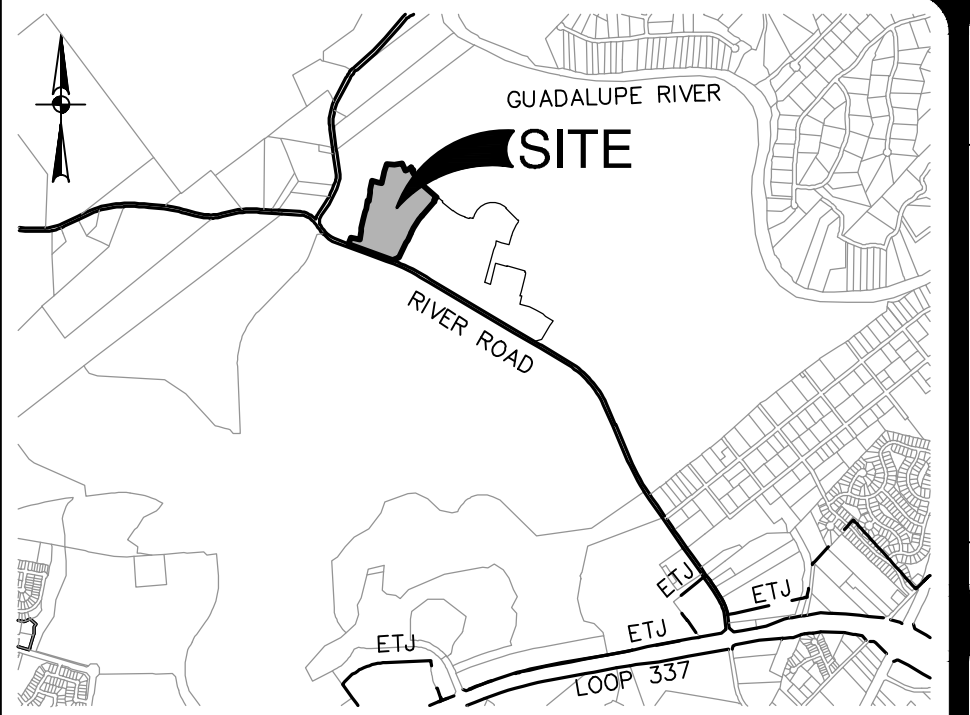 GUADALUPE RIVER
SITE
RIVER ROAD
ETJ
ETJ
ETJ
ETJ
LOOP 337